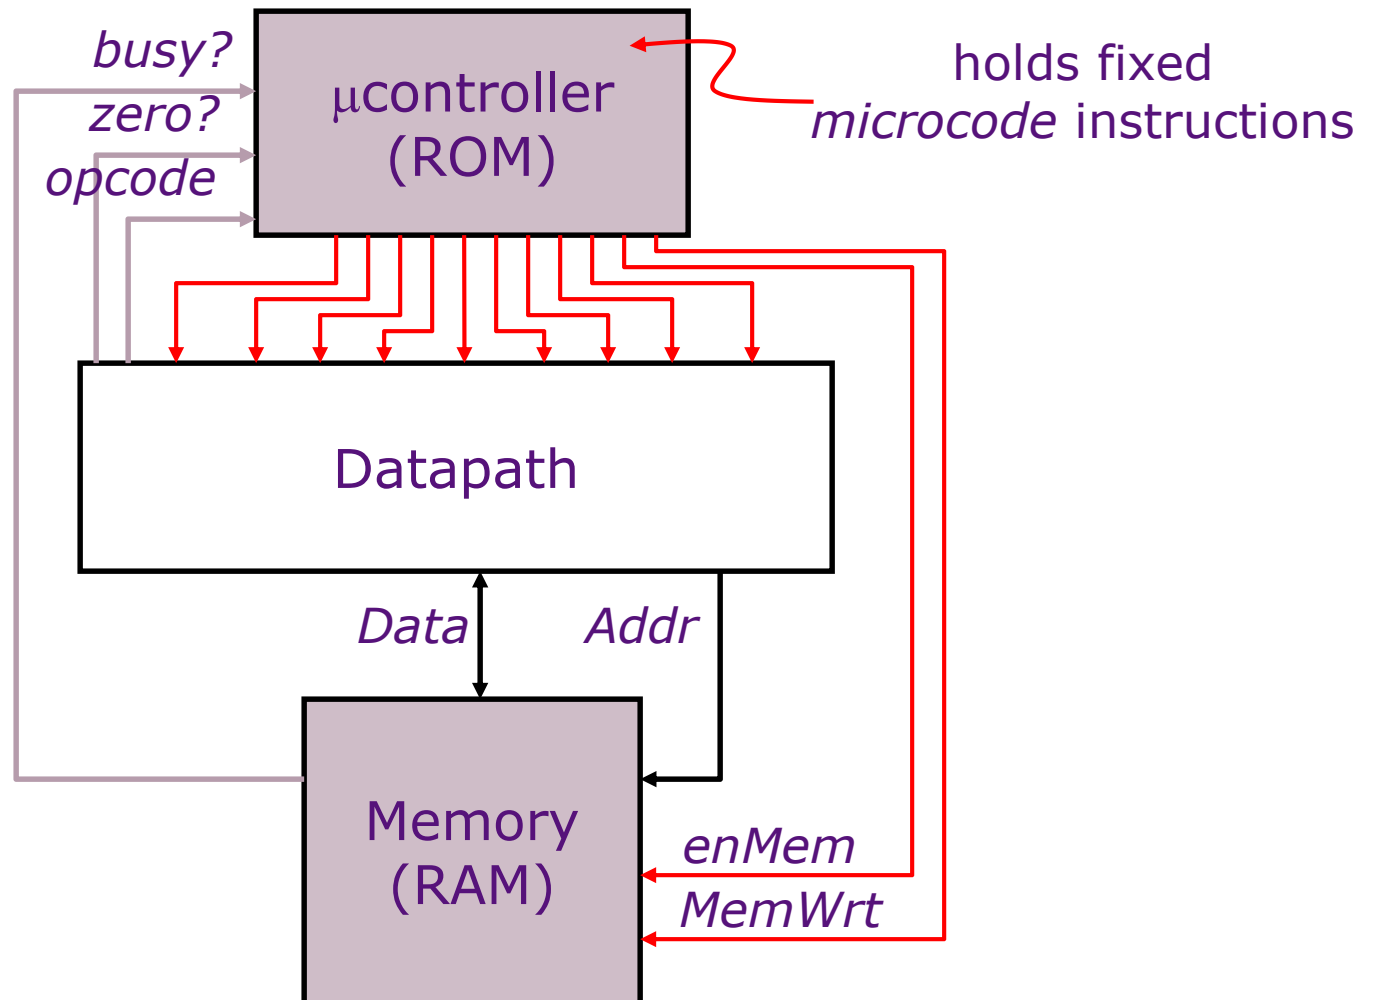 busy?
zero?
opcode
μcontroller
(ROM)
holds fixed
microcode instructions
Datapath
Data
Addr
Memory
(RAM)
enMem
MemWrt